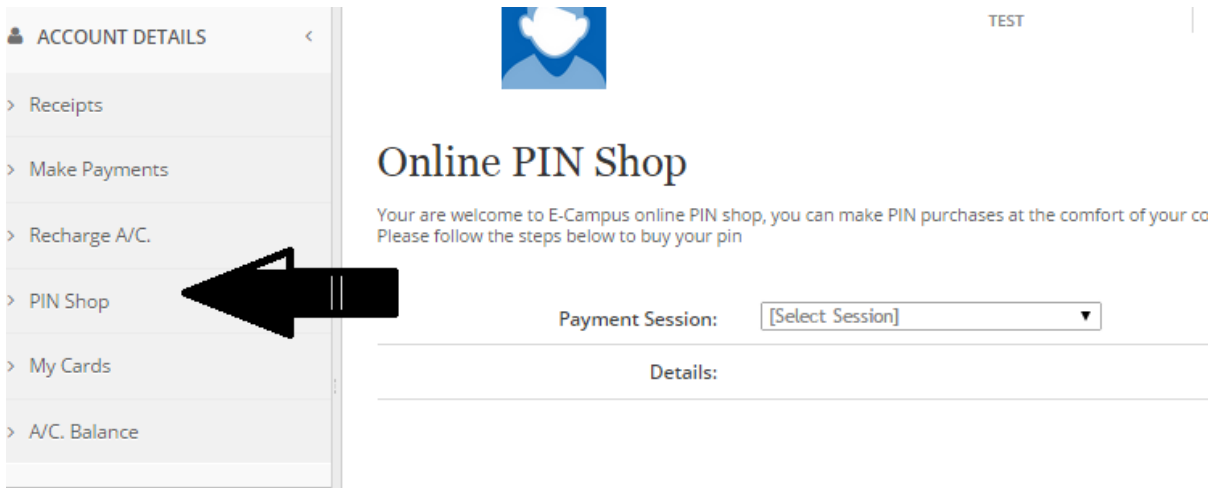 ACCOUNT DETAILS
Receipts
Make Payments
Recharge A/C.
PIN Shop
My Cards
A/C. Balance
TEST
Online PIN Shop
Your are welcome to E-Campus online PIN shop, you can make PIN purchases at the comfort of your
Please follow the steps below to buy your pin
Payment Session: [Select Session]
Details: